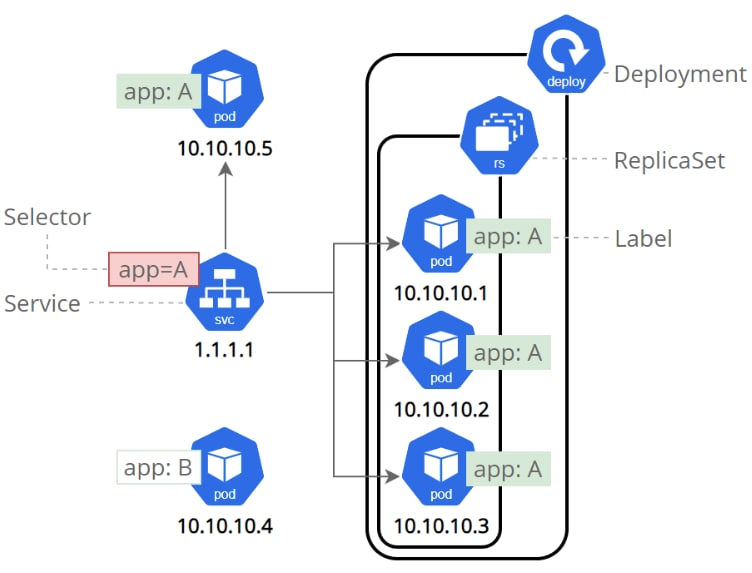 deploy
Deployment
app: A
pod
10.10.10.5
rs
ReplicaSet
Selector
app=A
Service
svc
1.1.1.1
pod
app: A
Label
10.10.10.1
pod
app: A
10.10.10.2
app: B
pod
10.10.10.4
pod
app: A
10.10.10.3